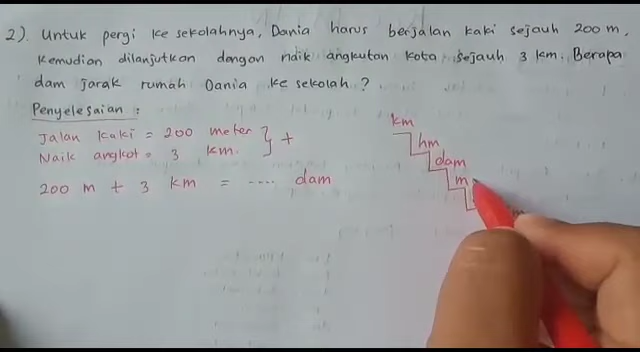 2). Untuk pergi ke sekolahnya, Dania harus berjalan kaki sejauh 200 m.
Kemudian dilanjutkan dengan naik angkutan kota sejauh 3 km. Berapa
dam jarak rumah Dania ke sekolah ?
Penyelesaian :
Jalan kaki = 200 meter } +
Naik angkot = 3 km.
200 m + 3 km = .... dam
km
hm
dam
m